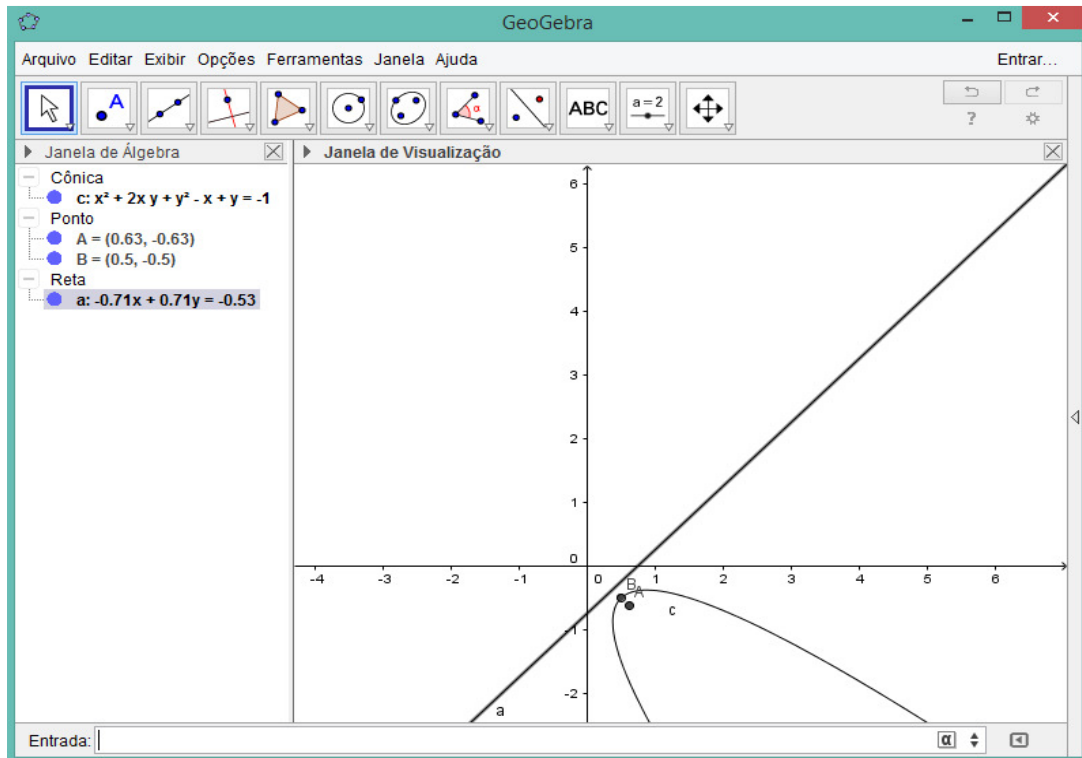 GeoGebra
Arquivo Editar Exibir Opções Ferramentas Janela Ajuda
Entrar...
A
α
ABC
a = 2
?
Janela de Álgebra
Cônica
c: x² + 2x y + y² - x + y = -1
Ponto
A = (0.63, -0.63)
B = (0.5, -0.5)
Reta
a: -0.71x + 0.71y = -0.53
Janela de Visualização
6
5
4
3
2
1
0
-4 -3 -2 -1 0 1 2 3 4 5 6
B
A
c
-1
-2
a
Entrada:
α